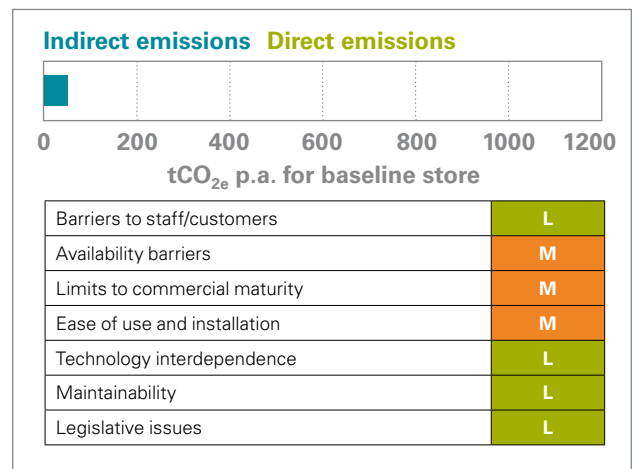 Indirect emissions Direct emissions
0 200 400 600 800 1000 1200
tCO2e p.a. for baseline store
Barriers to staff/customers L
Availability barriers M
Limits to commercial maturity M
Ease of use and installation M
Technology interdependence L
Maintainability L
Legislative issues L